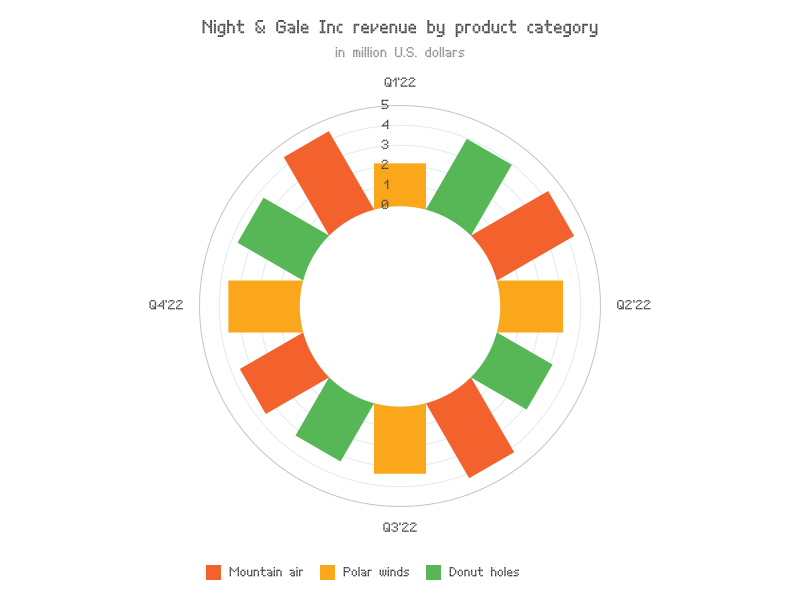 Night & Gale Inc revenue by product category
in million U.S. dollars
Q1'22
5
4
3
2
1
0
Q4'22
Q2'22
Q3'22
Mountain air
Polar winds
Donut holes